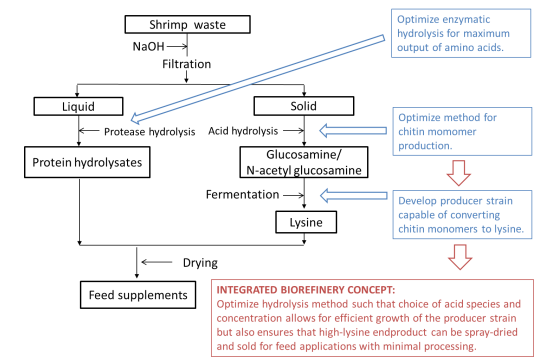 Shrimp waste
NaOH
Filtration
Optimize enzymatic
hydrolysis for maximum
output of amino acids.
Liquid
Solid
Protease hydrolysis
Acid hydrolysis
Optimize method for
chitin momomer
production.
Protein hydrolysates
Glucosamine/
N-acetyl glucosamine
Fermentation
Develop producer strain
capable of converting
chitin monomers to lysine.
Lysine
Drying
Feed supplements
INTEGRATED BIOREFINERY CONCEPT:
Optimize hydrolysis method such that choice of acid species and
concentration allows for efficient growth of the producer strain
but also ensures that high-lysine endproduct can be spray-dried
and sold for feed applications with minimal processing.